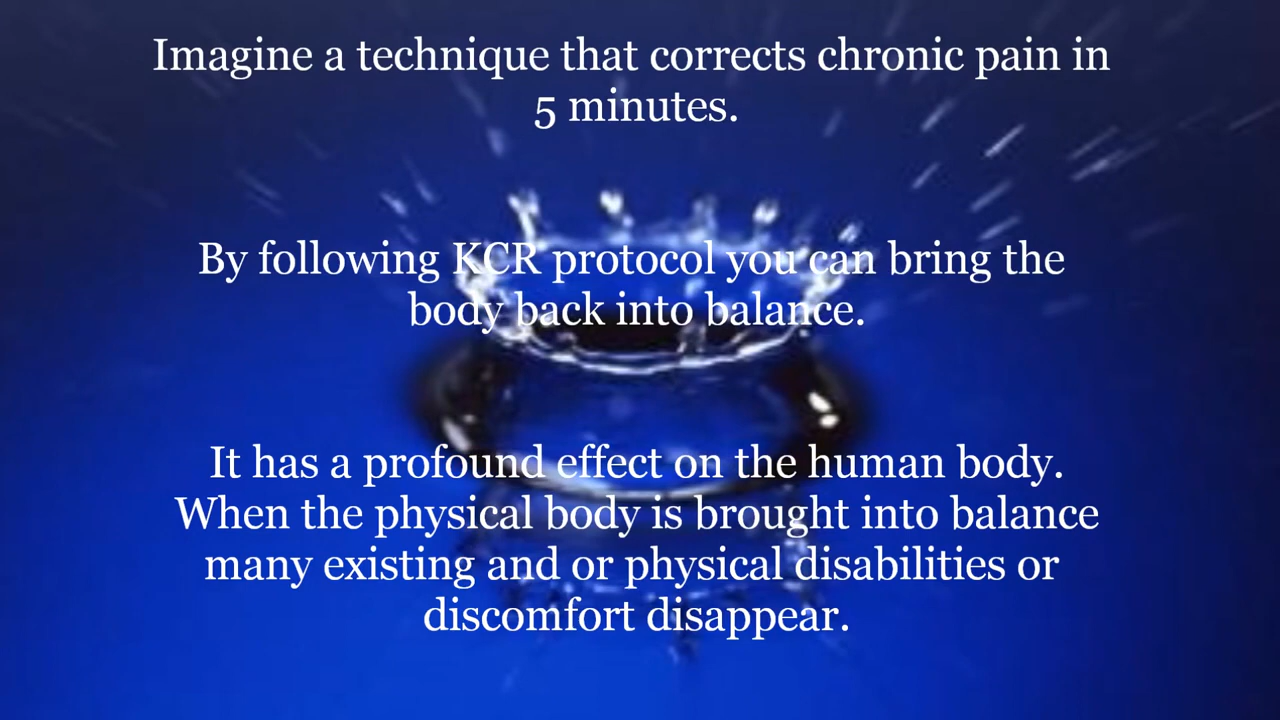 Imagine a technique that corrects chronic pain in
5 minutes.
By following KCR protocol you can bring the
body back into balance.
It has a profound effect on the human body.
When the physical body is brought into balance
many existing and or physical disabilities or
discomfort disappear.